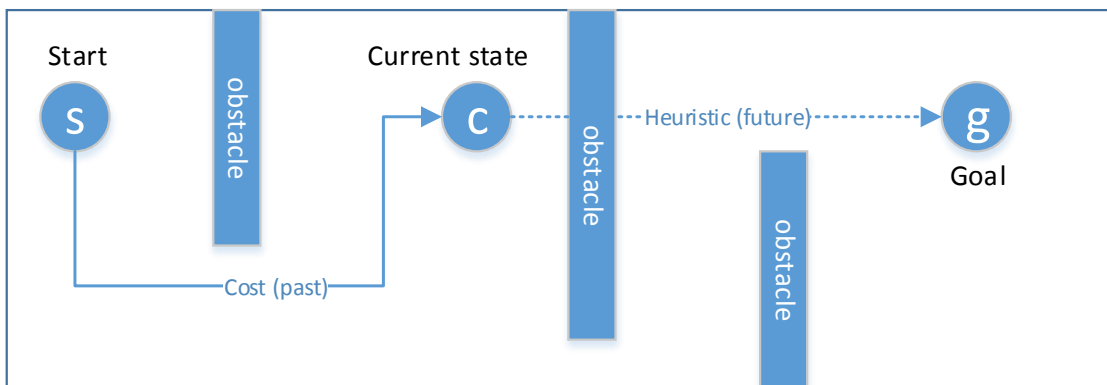 Start
Current state
s
obstacle
c
obstacle
Heuristic (future)
g
Goal
obstacle
Cost (past)